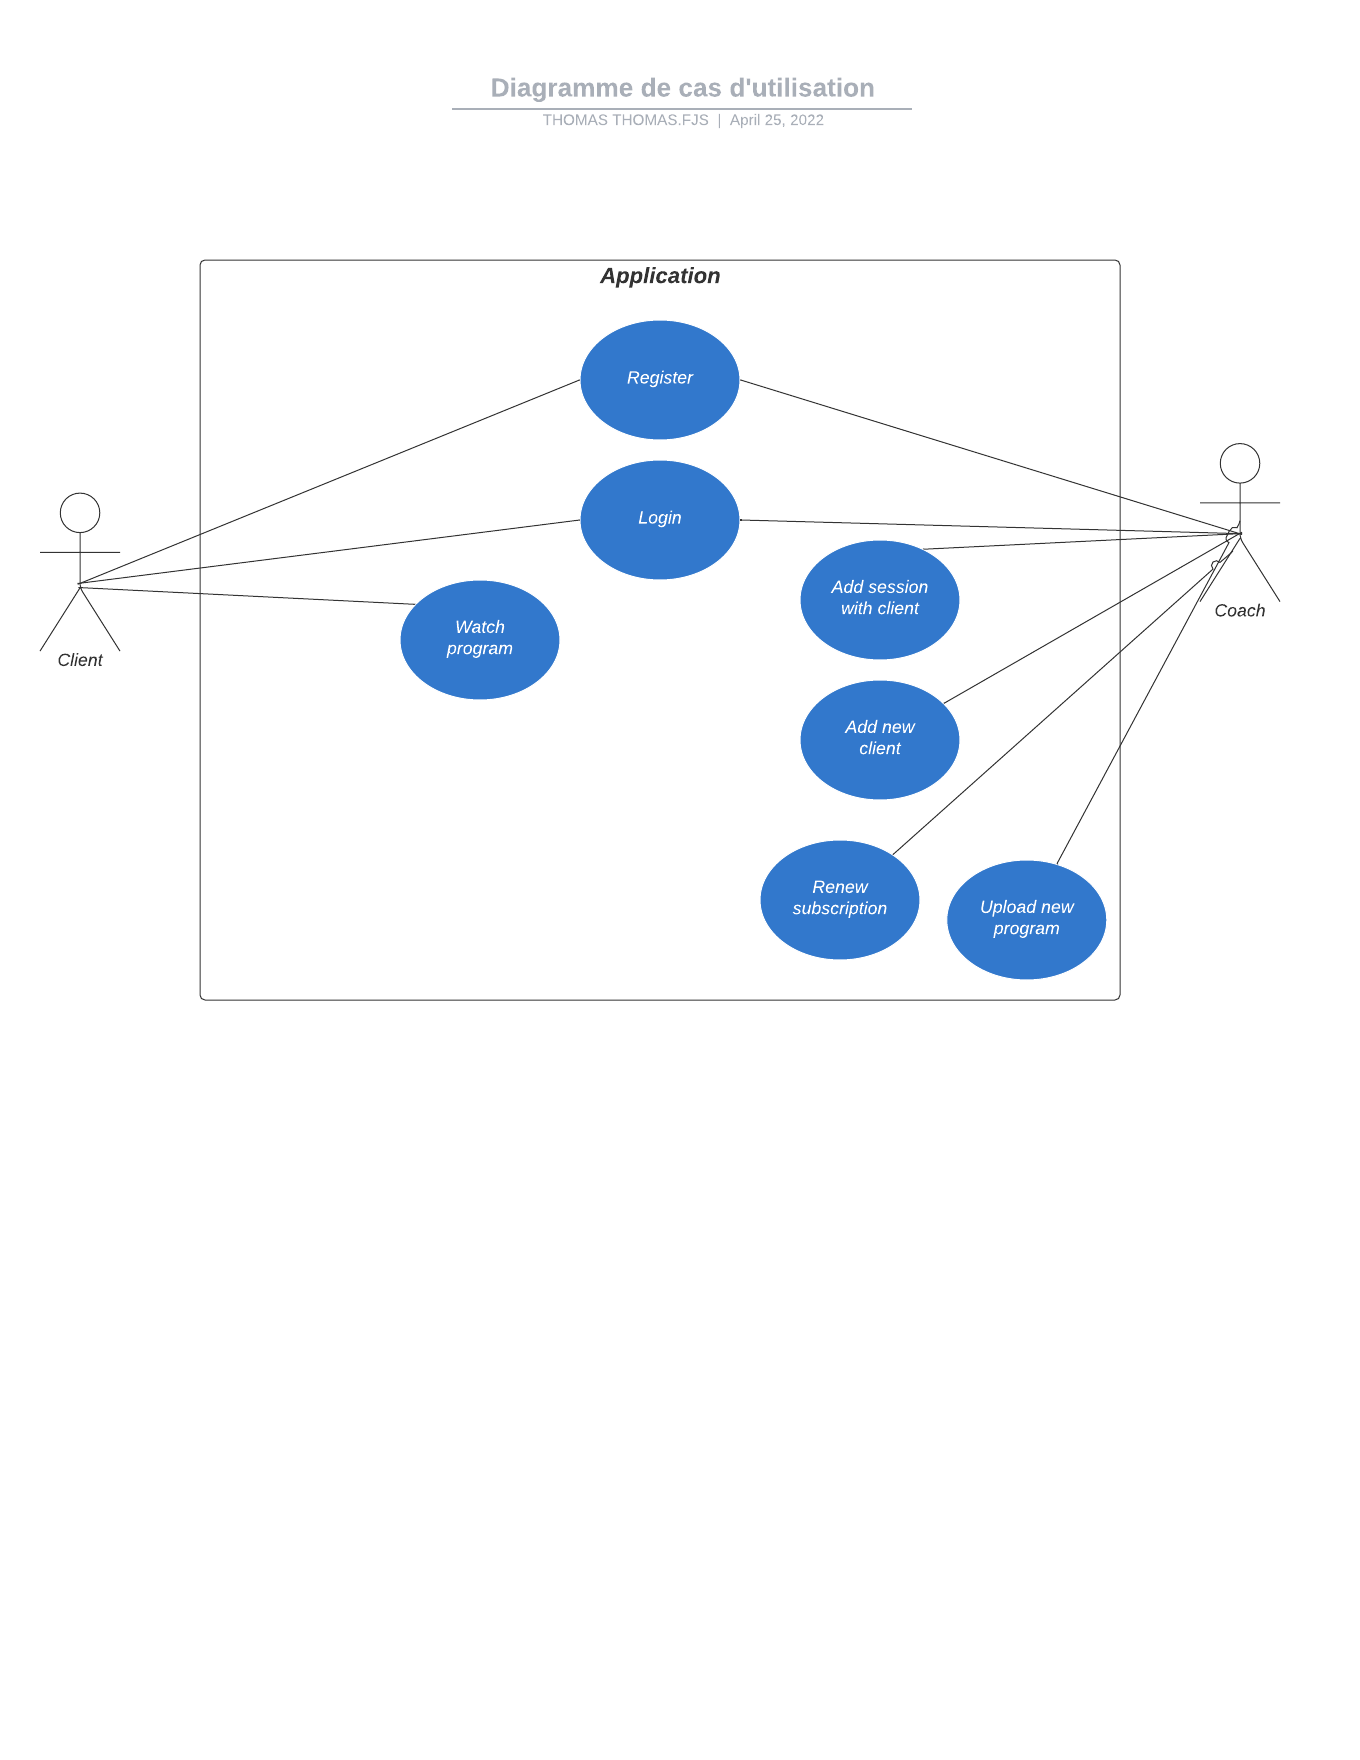 Diagramme de cas d'utilisation
THOMAS THOMAS.FJS | April 25, 2022
Application
Register
Login
Add session
with client
Coach
Watch
program
Client
Add new
client
Renew
subscription
Upload new
program